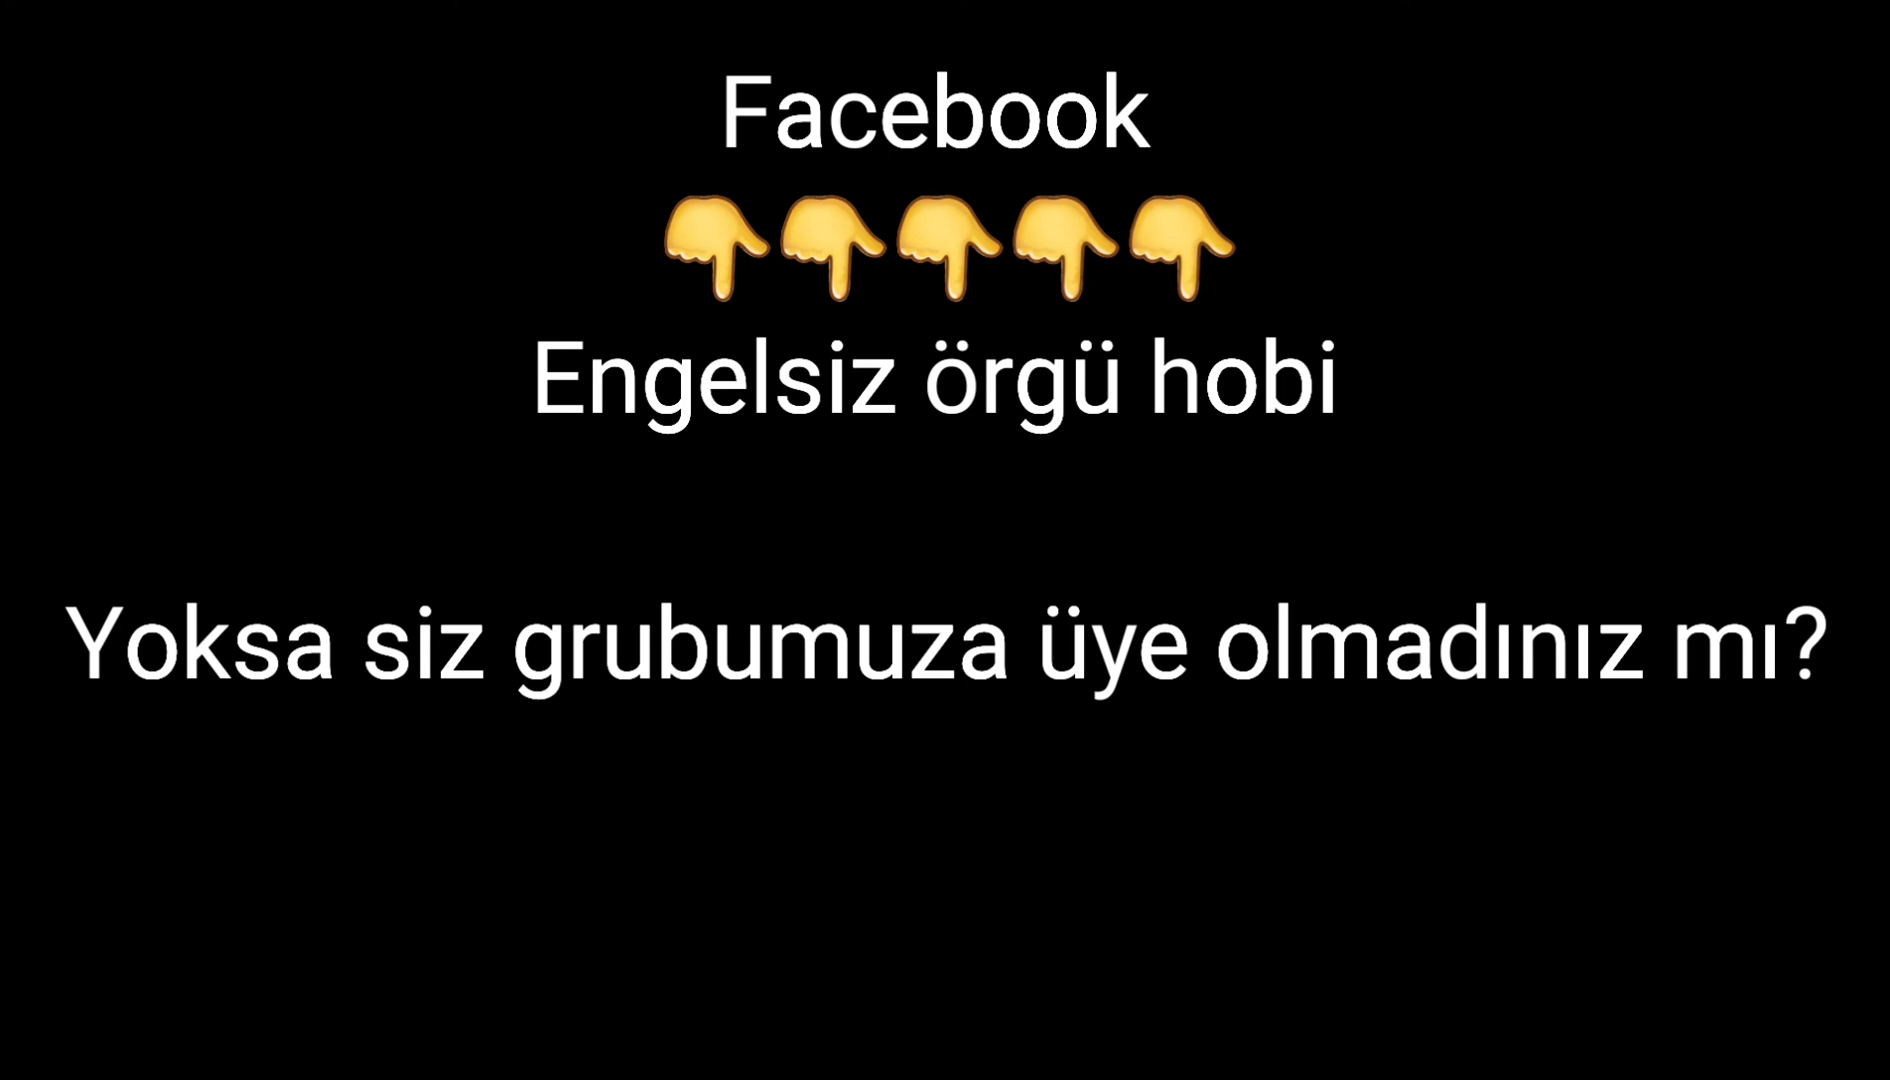 Facebook
👇👇👇👇👇
Engelsiz örgü hobi
Yoksa siz grubumuza üye olmadınız mı?